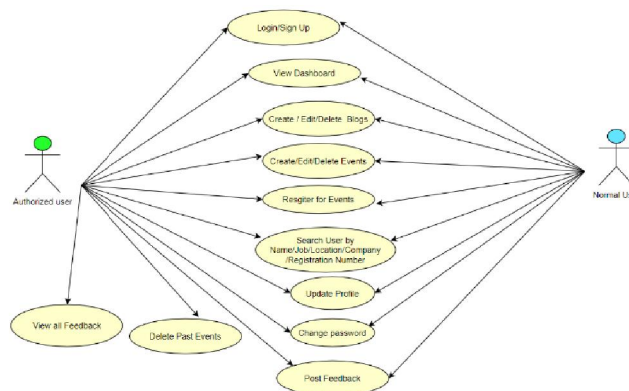 Login/Sign Up
View Dashboard
Create / Edit/Delete Blogs
Create/Edit/Delete Events
Resgiter for Events
Authorized user
Normal Us
Search User by
Name/Job/Location/Company
/Registration Number
Update Profile
View all Feedback
Delete Past Events
Change password
Post Feedback